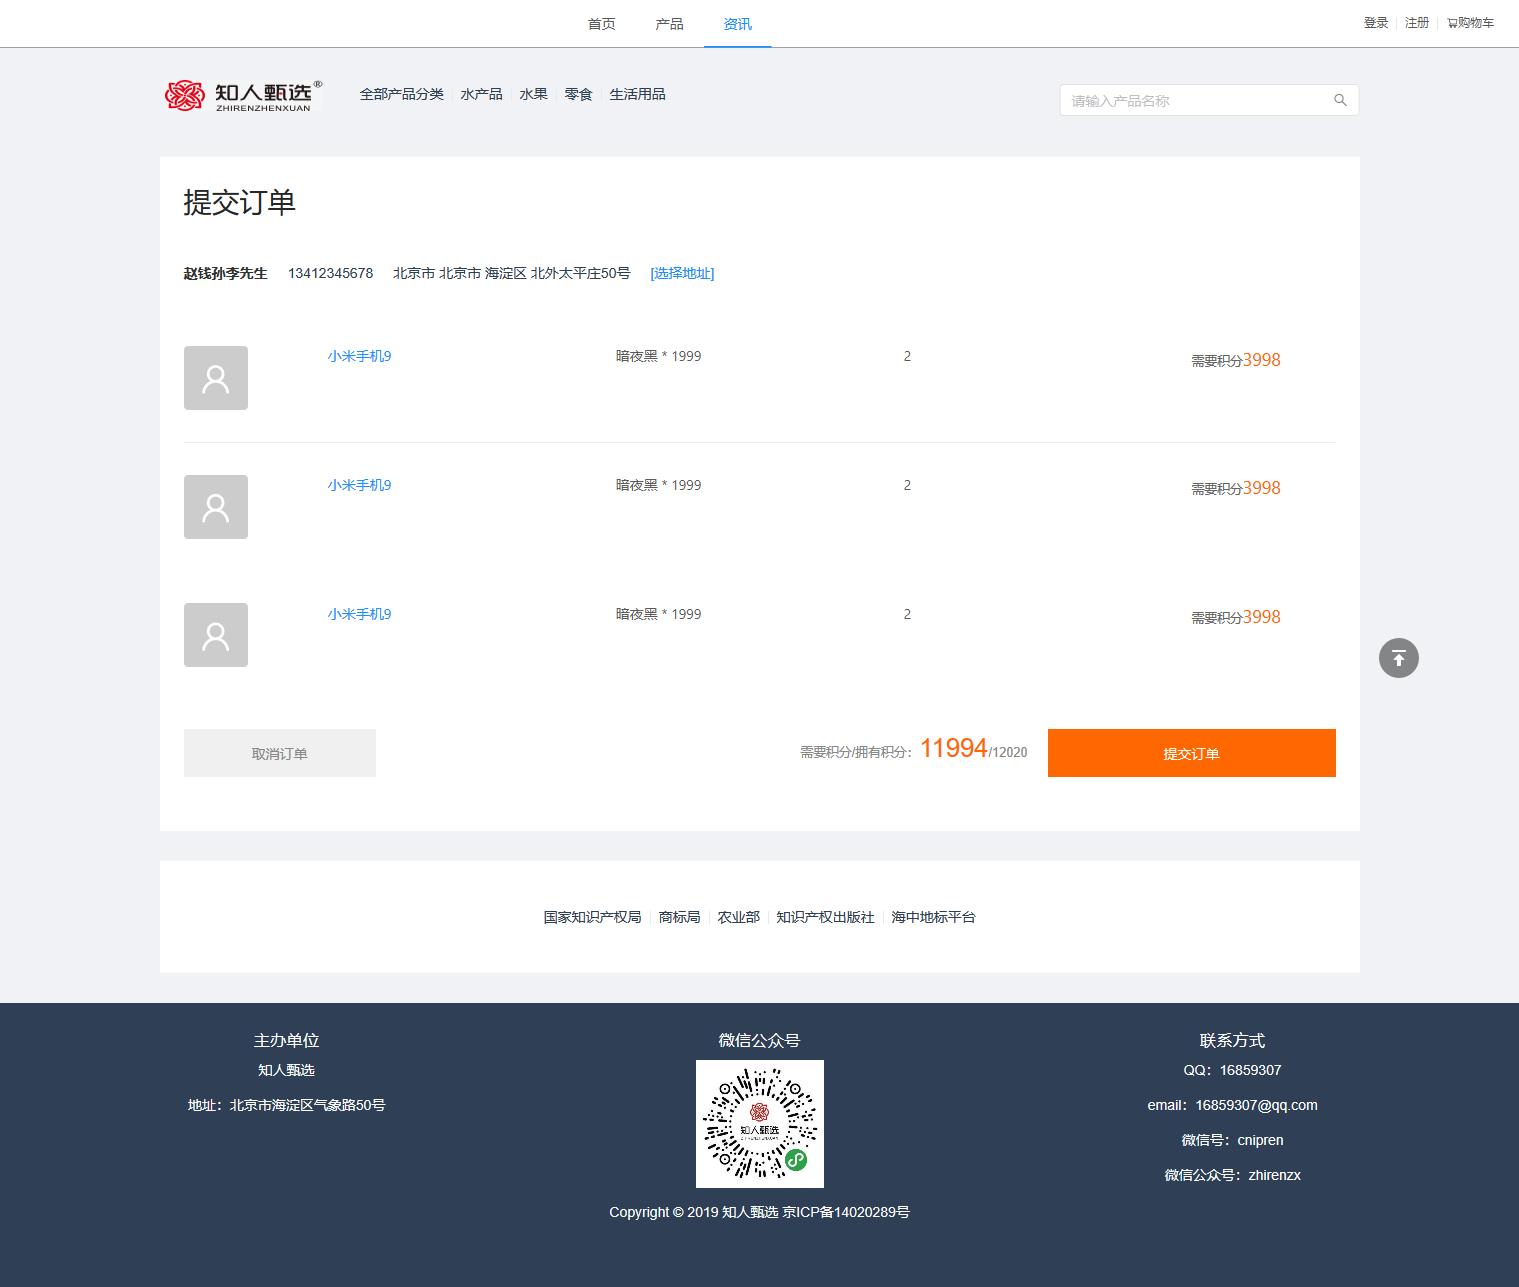 首页 产品 资讯 登录 注册 购物车
知人甄选®
ZHIRENZHENXUAN
全部产品分类 水产品 水果 零食 生活用品
请输入产品名称
提交订单
赵钱孙李先生 13412345678 北京市 北京市 海淀区 北外太平庄50号 [选择地址]
小米手机9 暗夜黑 * 1999 2 需要积分3998
小米手机9 暗夜黑 * 1999 2 需要积分3998
小米手机9 暗夜黑 * 1999 2 需要积分3998
取消订单 需要积分/拥有积分：11994/12020 提交订单
国家知识产权局 商标局 农业部 知识产权出版社 海中地标平台
主办单位
知人甄选
地址：北京市海淀区气象路50号
微信公众号
知人甄选
ZHIRENZHENXUAN
联系方式
QQ：16859307
email：16859307@qq.com
微信号：cnipren
微信公众号：zhirenzx
Copyright © 2019 知人甄选 京ICP备14020289号